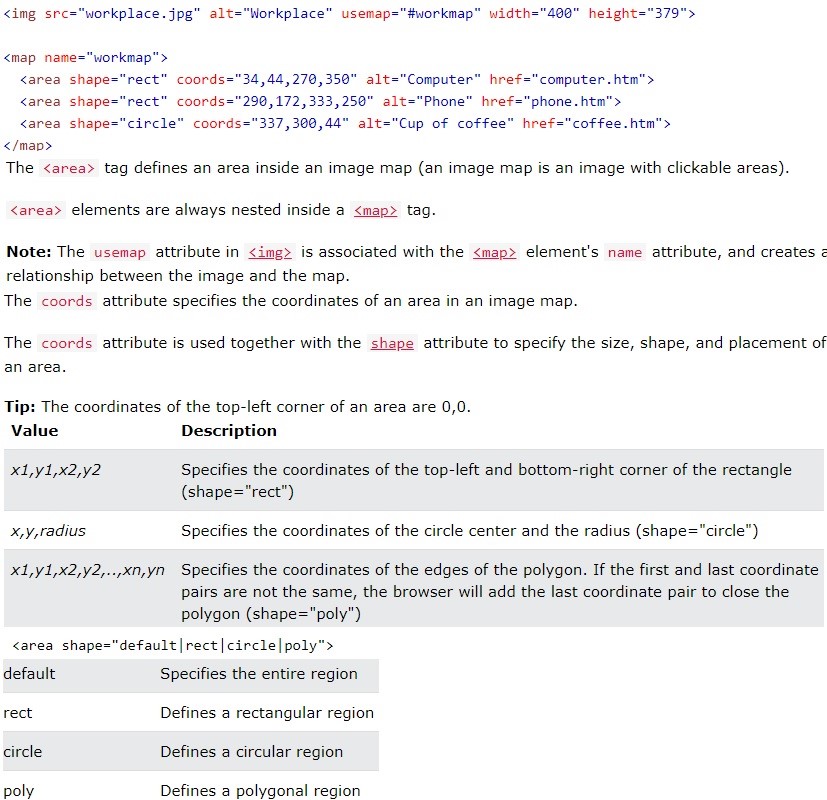 <img src="workplace.jpg" alt="Workplace" usemap="#workmap" width="400" height="379">
<map name="workmap">
<area shape="rect" coords="34,44,270,350" alt="Computer" href="computer.htm">
<area shape="rect" coords="290,172,333,250" alt="Phone" href="phone.htm">
<area shape="circle" coords="337,300,44" alt="Cup of coffee" href="coffee.htm">
</map>
The <area> tag defines an area inside an image map (an image map is an image with clickable areas).
<area> elements are always nested inside a <map> tag.
Note: The usemap attribute in <img> is associated with the <map> element's name attribute, and creates a
relationship between the image and the map.
The coords attribute specifies the coordinates of an area in an image map.
The coords attribute is used together with the shape attribute to specify the size, shape, and placement of
an area.
Tip: The coordinates of the top-left corner of an area are 0,0.
Value Description
x1,y1,x2,y2 Specifies the coordinates of the top-left and bottom-right corner of the rectangle
(shape="rect")
x,y,radius Specifies the coordinates of the circle center and the radius (shape="circle")
x1,y1,x2,y2,..,xn,yn Specifies the coordinates of the edges of the polygon. If the first and last coordinate
pairs are not the same, the browser will add the last coordinate pair to close the
polygon (shape="poly")
<area shape="default|rect|circle|poly">
default Specifies the entire region
rect Defines a rectangular region
circle Defines a circular region
poly Defines a polygonal region